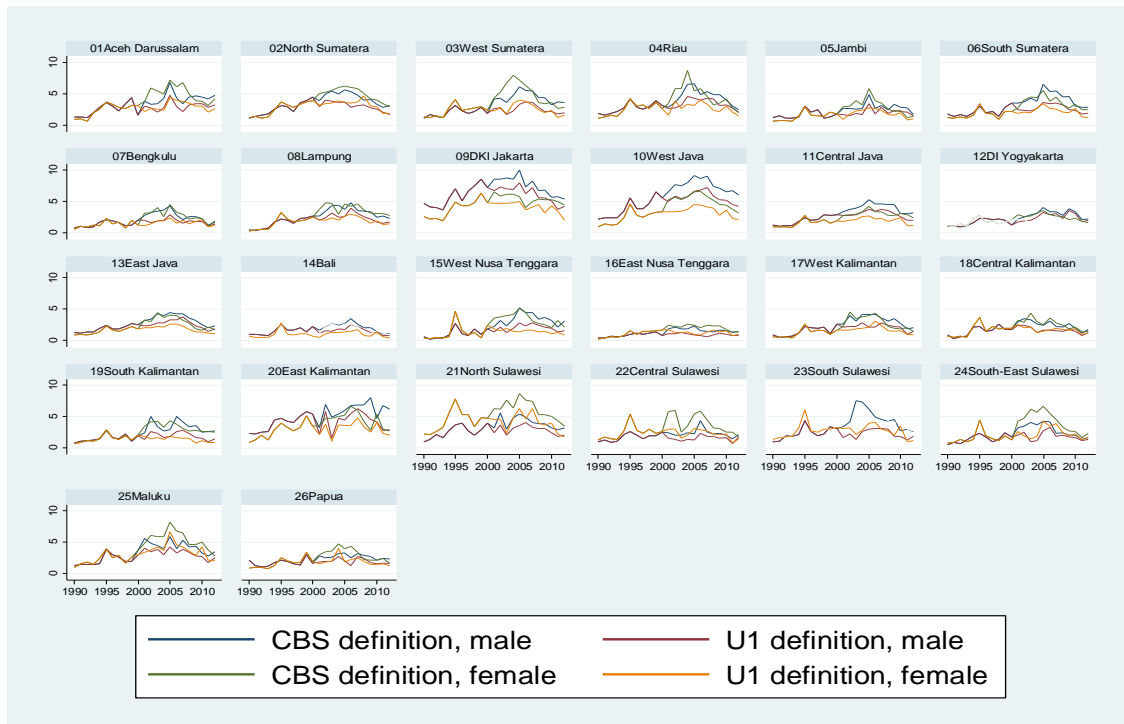 01Aceh Darussalam 02North Sumatera 03West Sumatera 04Riau 05Jambi 06South Sumatera
10
5
0
07Bengkulu 08Lampung 09DKI Jakarta 10West Java 11Central Java 12DI Yogyakarta
10
5
0
13East Java 14Bali 15West Nusa Tenggara 16East Nusa Tenggara 17West Kalimantan 18Central Kalimantan
10
5
0
19South Kalimantan 20East Kalimantan 21North Sulawesi 22Central Sulawesi 23South Sulawesi 24South-East Sulawesi
10
5
0
1990 1995 2000 2005 2010 1990 1995 2000 2005 2010 1990 1995 2000 2005 2010 1990 1995 2000 2005 2010
25Maluku 26Papua
10
5
0
1990 1995 2000 2005 2010 1990 1995 2000 2005 2010
CBS definition, male U1 definition, male
CBS definition, female U1 definition, female